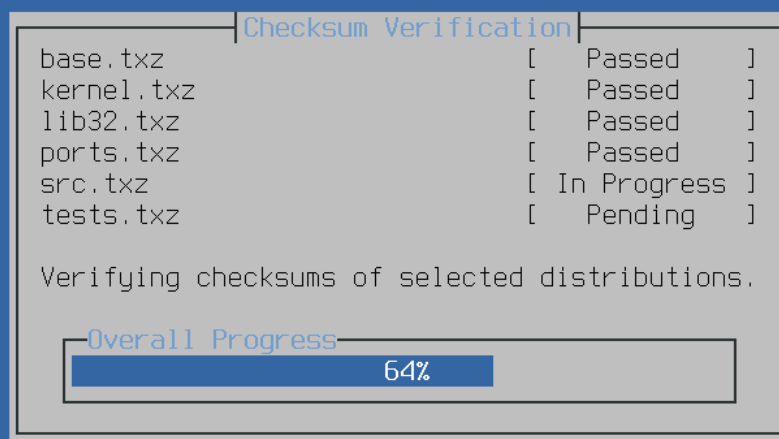 Checksum Verification
base.txz [ Passed ]
kernel.txz [ Passed ]
lib32.txz [ Passed ]
ports.txz [ Passed ]
src.txz [ In Progress ]
tests.txz [ Pending ]
Verifying checksums of selected distributions.
Overall Progress
64%